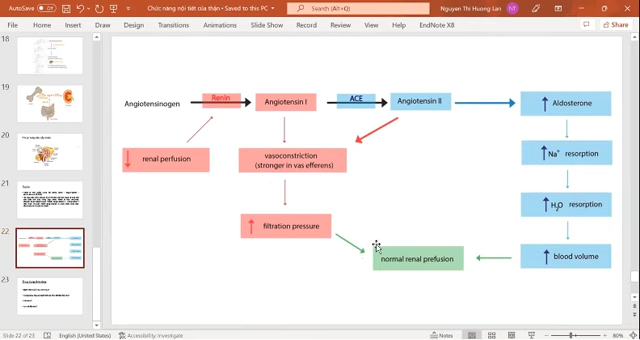 AutoSave Off
Chức năng nội tiết của thận • Saved to this PC
Search (Alt+Q)
Nguyen Thi Huong Lan NT
File Home Insert Draw Design Transitions Animations Slide Show Record Review View Help EndNote X8
18
19
20
21
22
23
Angiotensinogen
Renin
Angiotensin I
ACE
Angiotensin II
↑ Aldosterone
↓ renal perfusion
vasoconstriction
(stronger in vas efferens)
↑ Na⁺ resorption
↑ H₂O resorption
↑ filtration pressure
normal renal prefusion
↑ blood volume
Slide 22 of 23 English (United States) Accessibility: Investigate Notes 80%